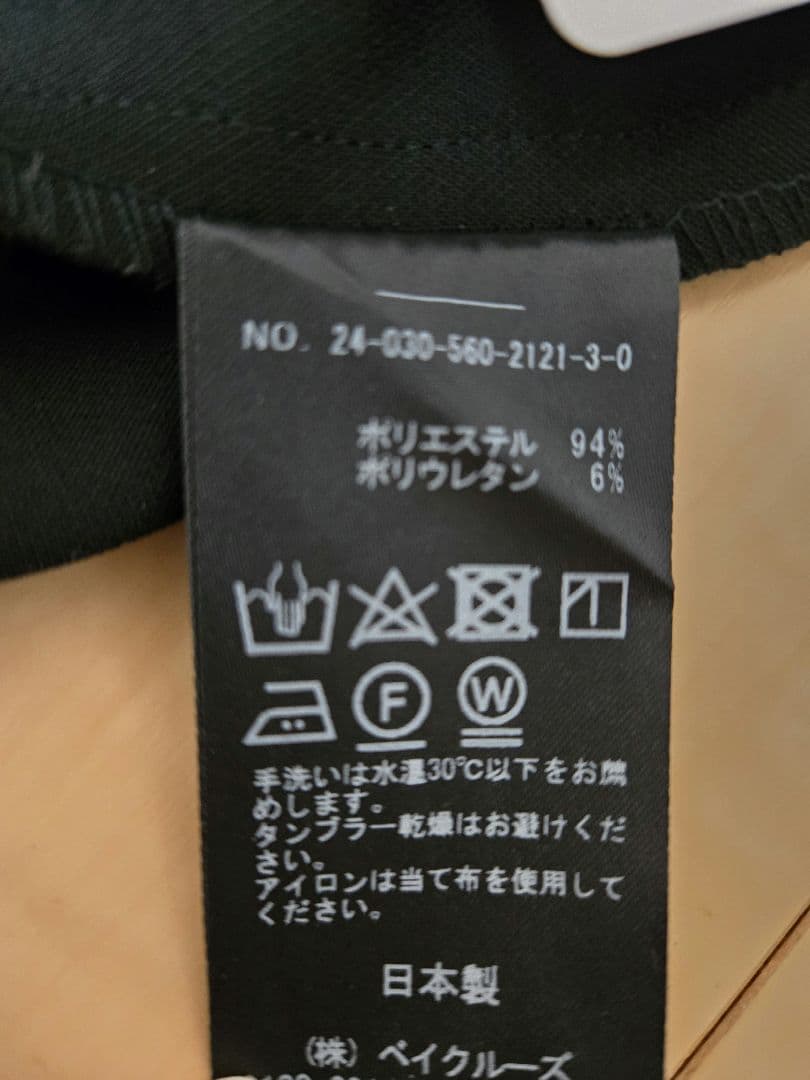 NO. 24-030-560-2121-3-0
ポリエステル 94%
ポリウレタン 6%
F W
手洗いは水温30℃以下をお薦
めします。
タンブラー乾燥はお避けくだ
さい。
アイロンは当て布を使用して
ください。
日本製
(株) ベイクルーズ